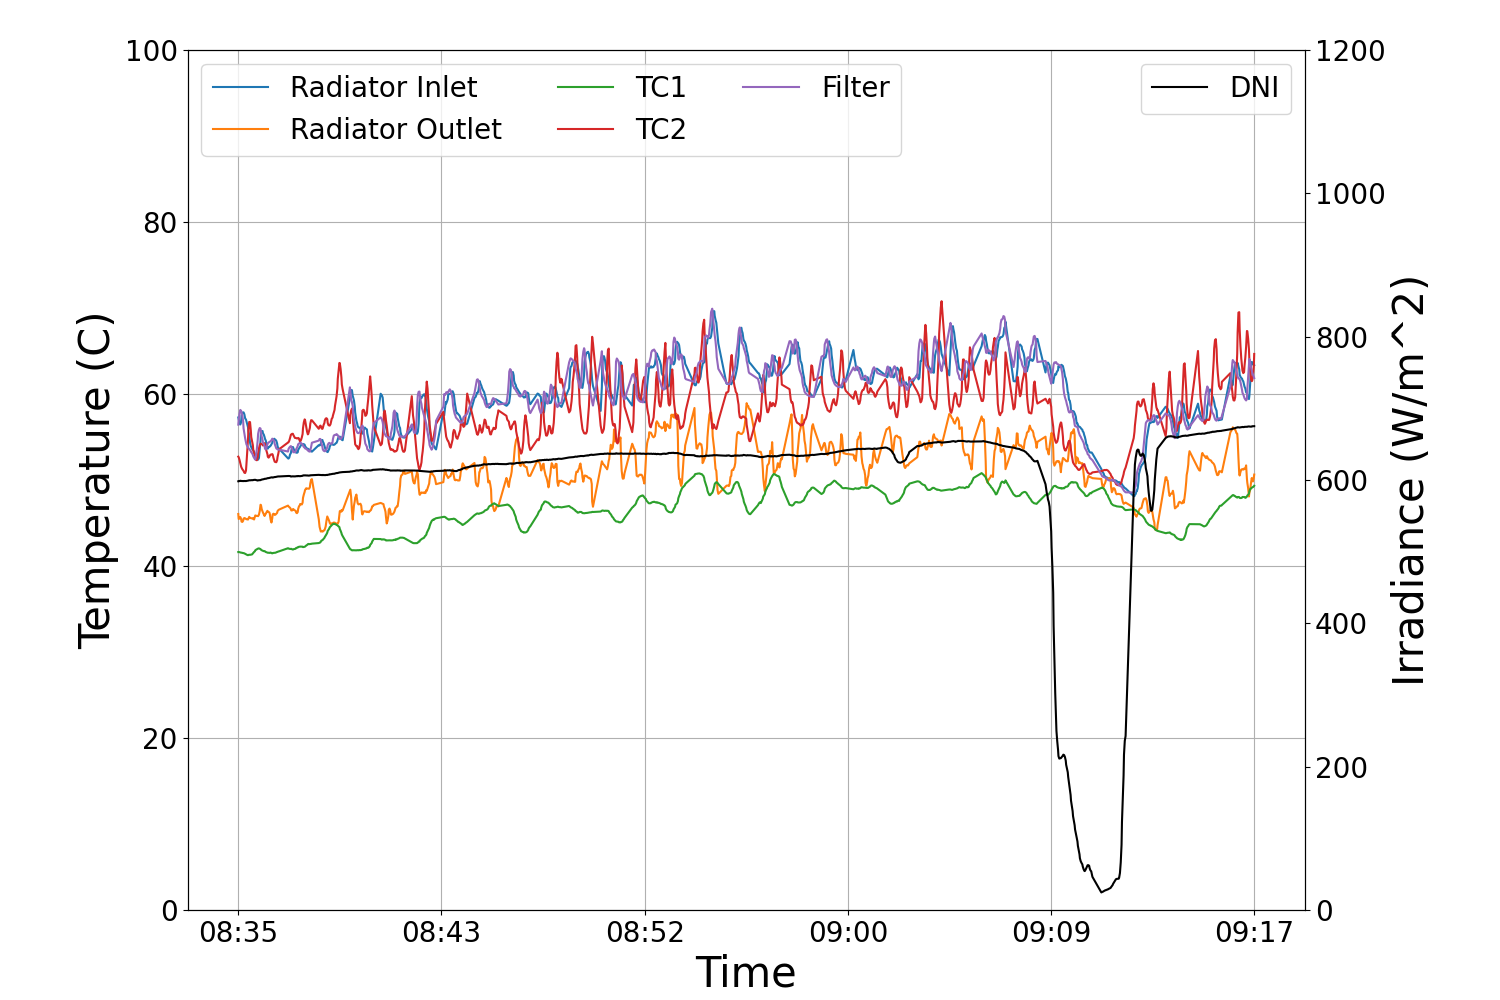 100
80
60
40
20
0
Temperature (C)
Radiator Inlet
Radiator Outlet
TC1
TC2
Filter
DNI
1200
1000
800
600
400
200
0
Irradiance (W/m^2)
08:35 08:43 08:52 09:00 09:09 09:17
Time